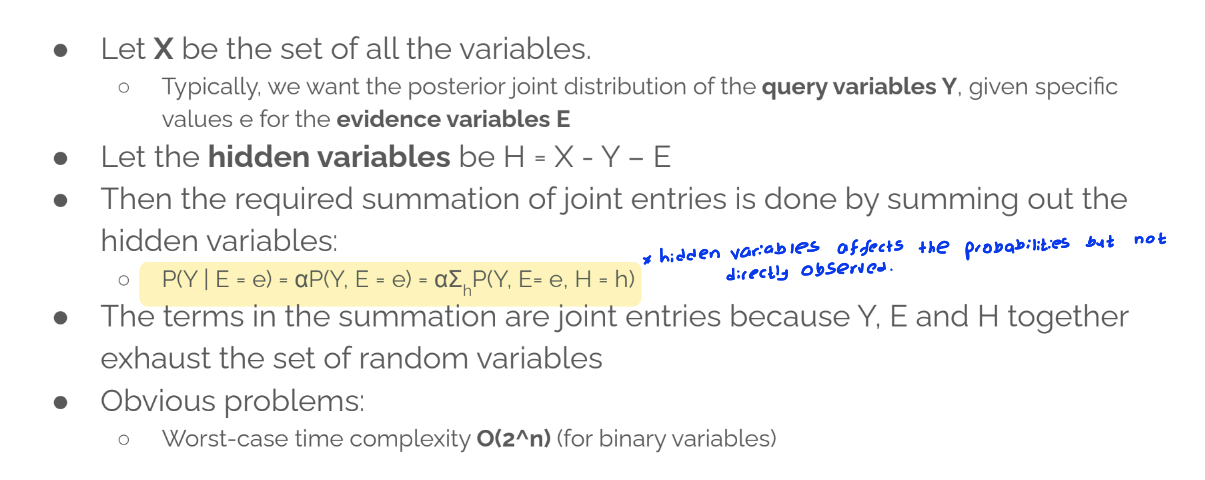 ● Let X be the set of all the variables.
○ Typically, we want the posterior joint distribution of the query variables Y, given specific
values e for the evidence variables E
● Let the hidden variables be H = X - Y – E
● Then the required summation of joint entries is done by summing out the
hidden variables:
○ P(Y | E = e) = αP(Y, E = e) = αΣₕP(Y, E= e, H = h)
* hidden variables affects the probabilities but not
directly observed.
● The terms in the summation are joint entries because Y, E and H together
exhaust the set of random variables
● Obvious problems:
○ Worst-case time complexity O(2^n) (for binary variables)